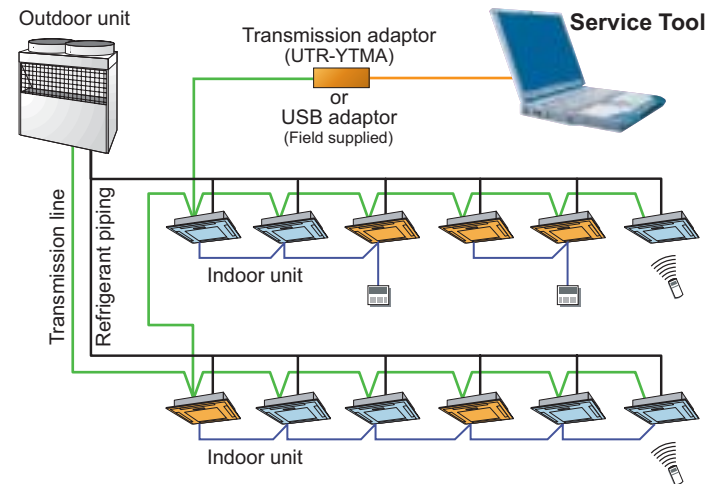 Outdoor unit
Transmission adaptor
(UTR-YTMA)
or
USB adaptor
(Field supplied)
Service Tool
Transmission line
Refrigerant piping
Indoor unit
Indoor unit